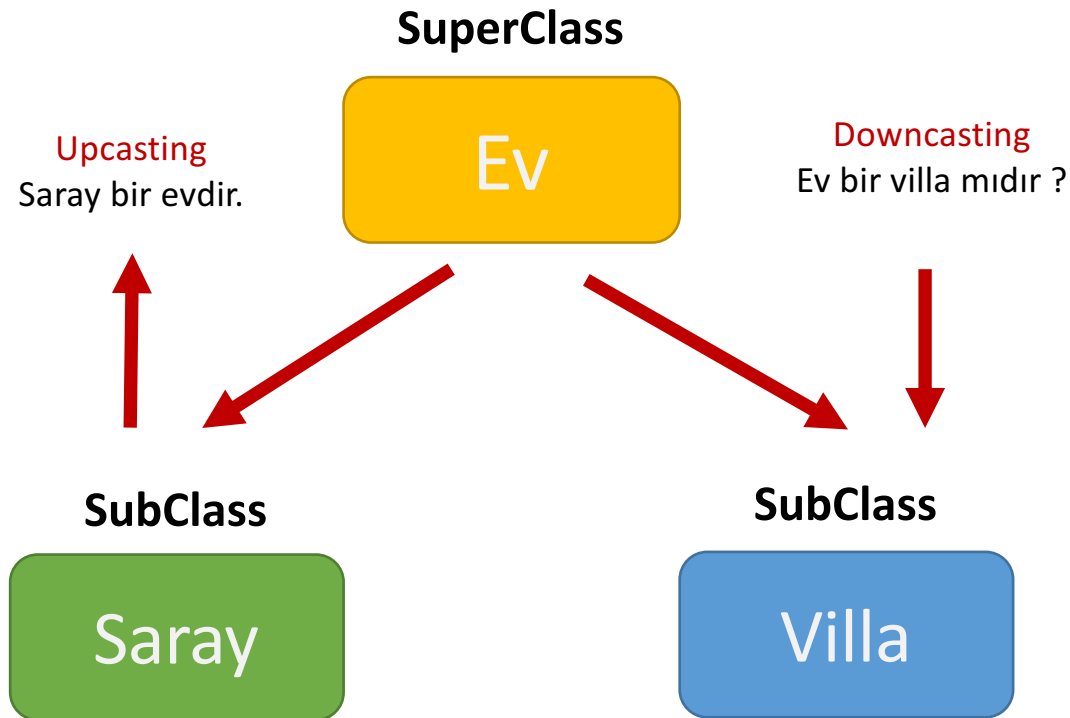 SuperClass
Ev
Upcasting
Saray bir evdir.
Downcasting
Ev bir villa mıdır ?
SubClass
Saray
SubClass
Villa